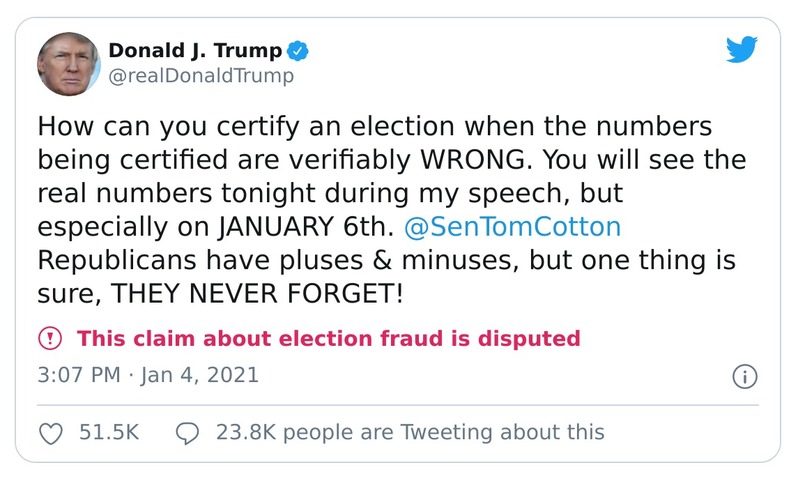 Donald J. Trump
@realDonaldTrump
How can you certify an election when the numbers
being certified are verifiably WRONG. You will see the
real numbers tonight during my speech, but
especially on JANUARY 6th. @SenTomCotton
Republicans have pluses & minuses, but one thing is
sure, THEY NEVER FORGET!
This claim about election fraud is disputed
3:07 PM · Jan 4, 2021
51.5K 23.8K people are Tweeting about this